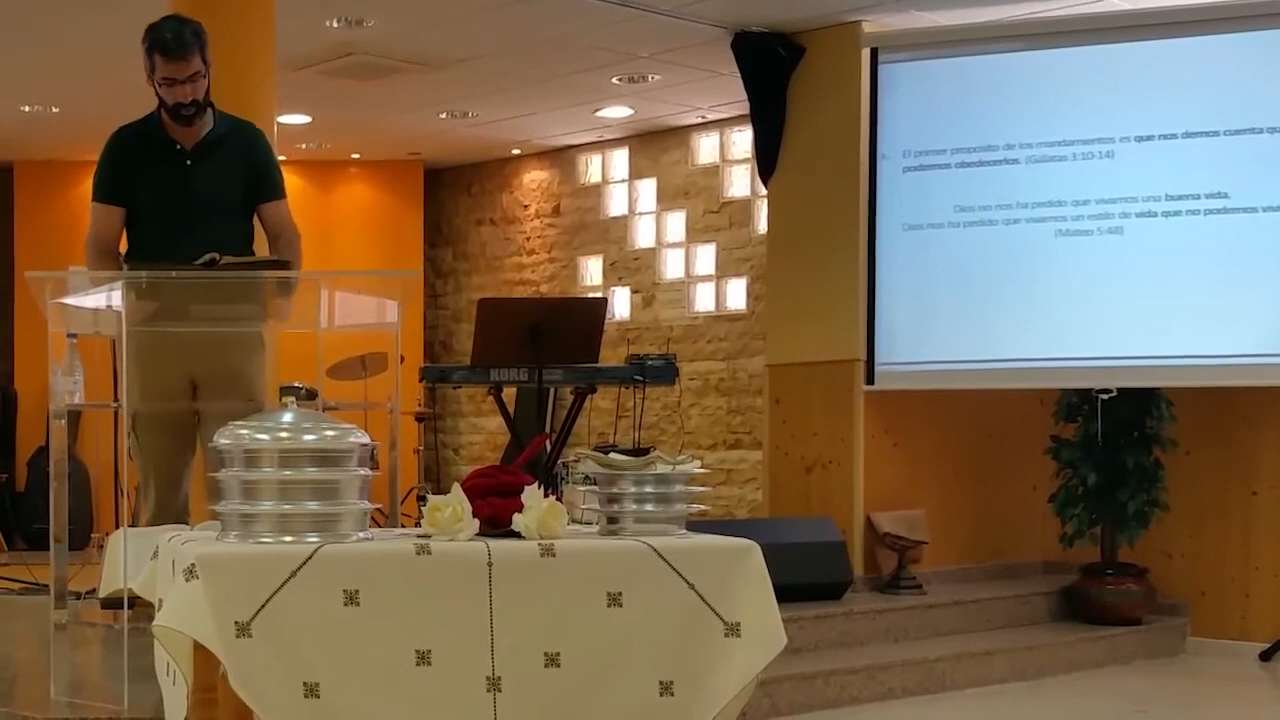 KORG
El primer propósito de los mandamientos es que nos demos cuenta q
podremos obedecerlos. (Gálatas 3:10-14)
Dios no nos ha pedido que vivamos una buena vida,
Dios nos ha pedido que vivamos un estilo de vida que no podemos viv
(Mateo 5:48)